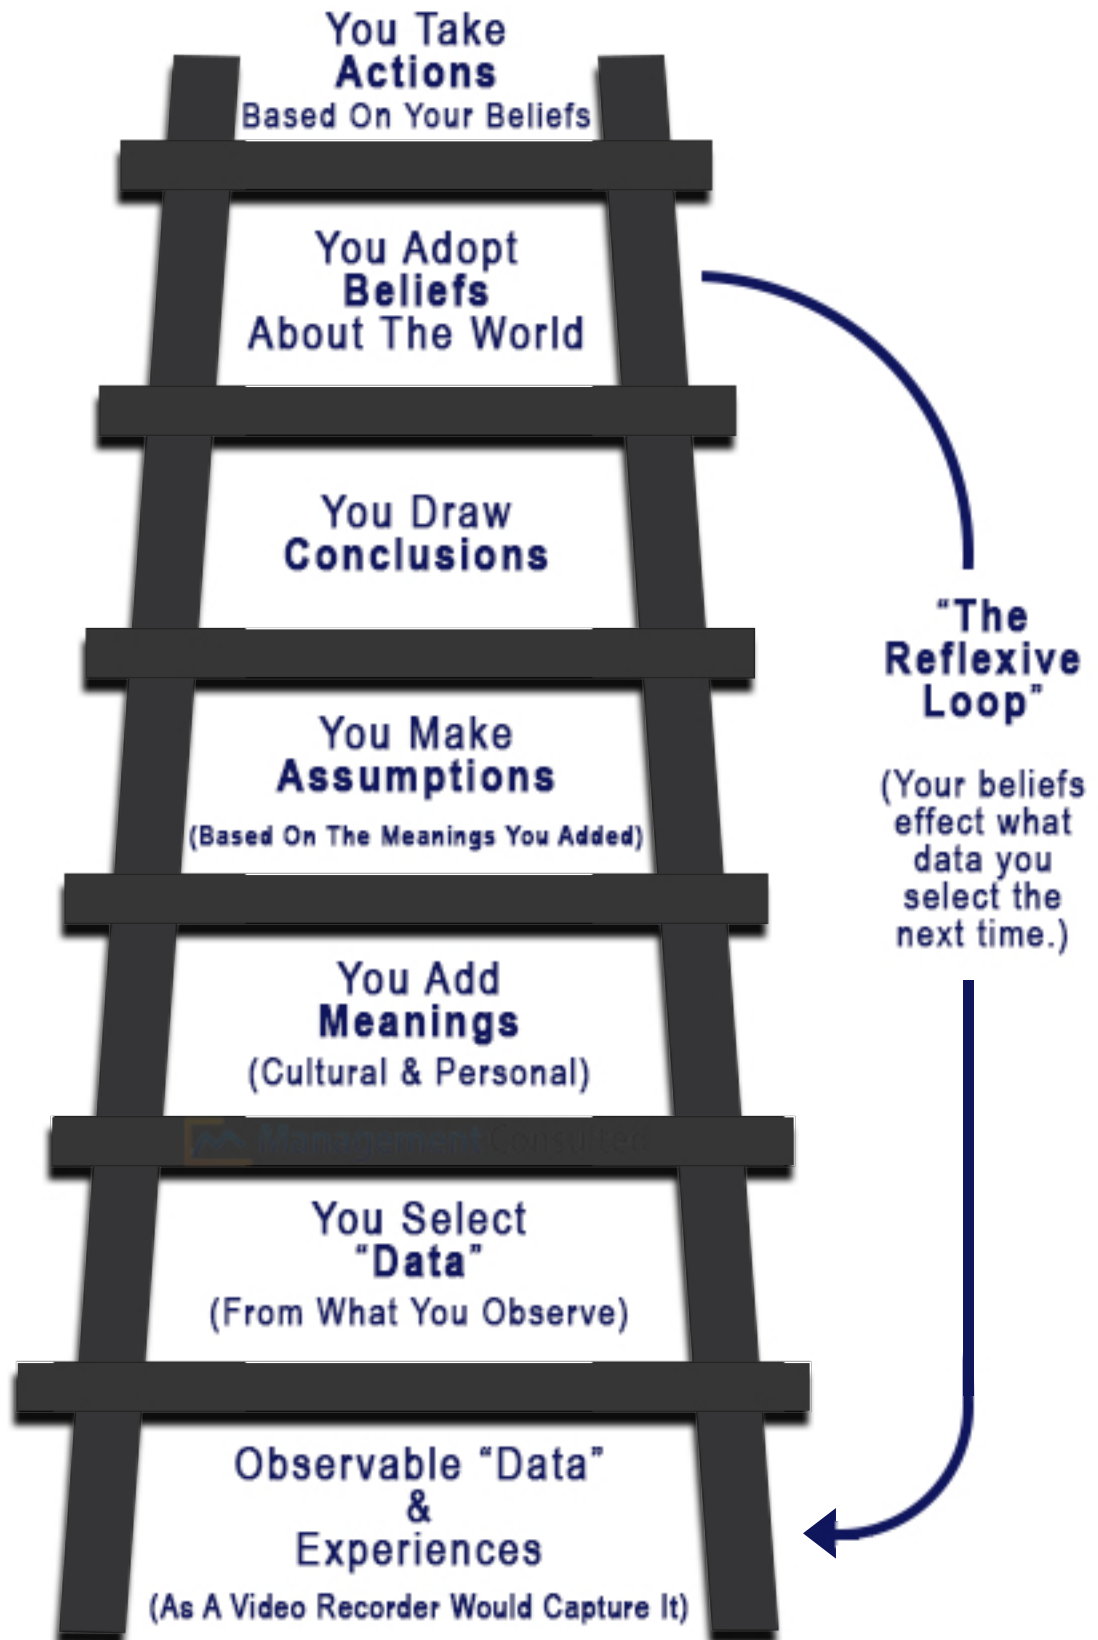 You Take
Actions
Based On Your Beliefs
You Adopt
Beliefs
About The World
You Draw
Conclusions
You Make
Assumptions
(Based On The Meanings You Added)
You Add
Meanings
(Cultural & Personal)
Management Consulted
You Select
“Data”
(From What You Observe)
Observable “Data”
&
Experiences
(As A Video Recorder Would Capture It)
“The
Reflexive
Loop”
(Your beliefs
effect what
data you
select the
next time.)